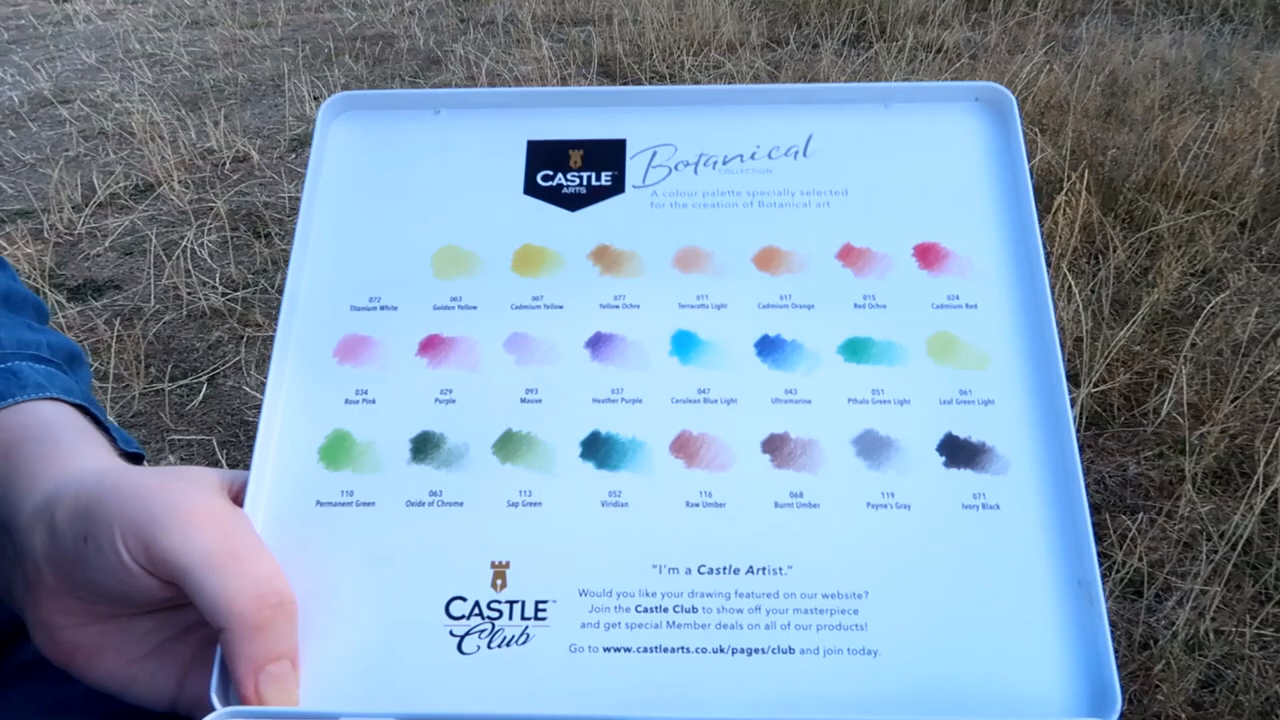 CASTLE™
ARTS
Botanical
COLLECTION
A colour palette specially selected
for the creation of Botanical art
072 003 007 077 011 017 015 024
Titanium White Golden Yellow Cadmium Yellow Yellow Ochre Terracotta Light Cadmium Orange Red Ochre Cadmium Red
034 029 093 037 047 043 051 061
Rose Pink Purple Mauve Heather Purple Cerulean Blue Light Ultramarine Pthalo Green Light Leaf Green Light
110 063 113 052 116 068 119 071
Permanent Green Oxide of Chrome Sap Green Viridian Raw Umber Burnt Umber Payne's Gray Ivory Black
CASTLE™
Club
"I'm a Castle Artist."
Would you like your drawing featured on our website?
Join the Castle Club to show off your masterpiece
and get special Member deals on all of our products!
Go to www.castlearts.co.uk/pages/club and join today.